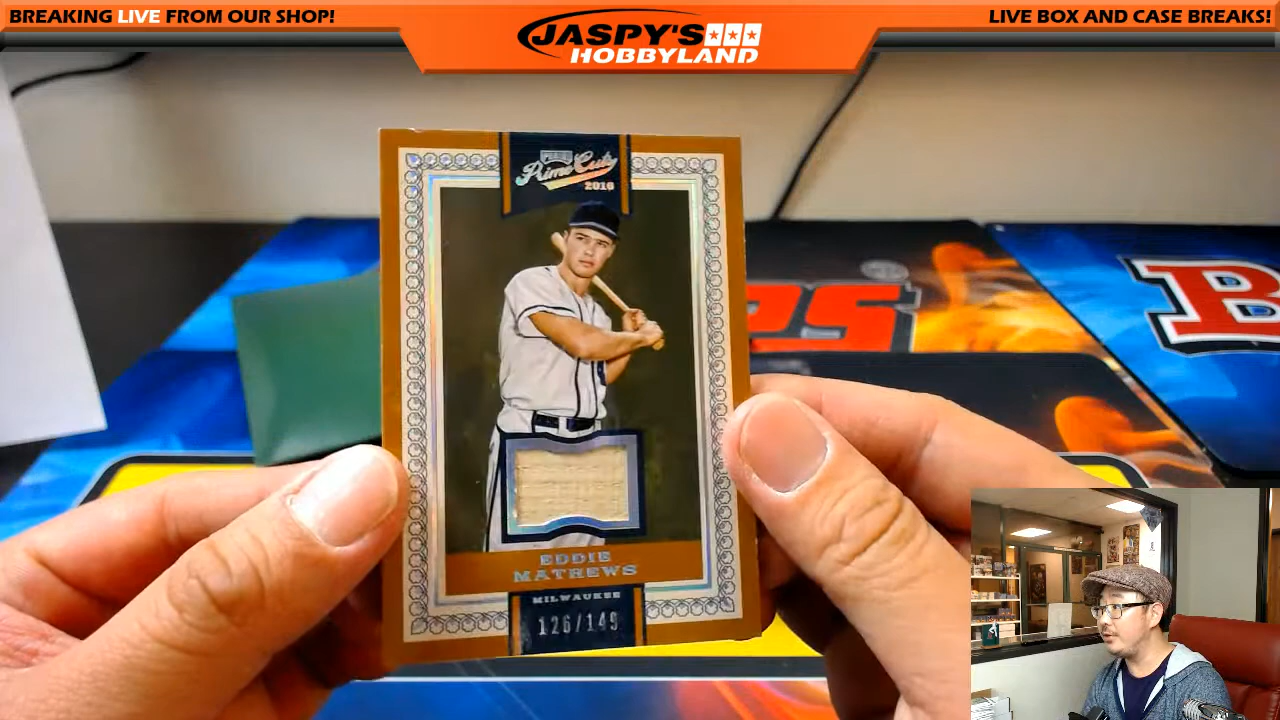 BREAKING LIVE FROM OUR SHOP!
JASPY'S
HOBBYLAND
LIVE BOX AND CASE BREAKS!
PANINI
Prime Cuts
2016
EDDIE
MATHEWS
MILWAUKEE
126/149
B